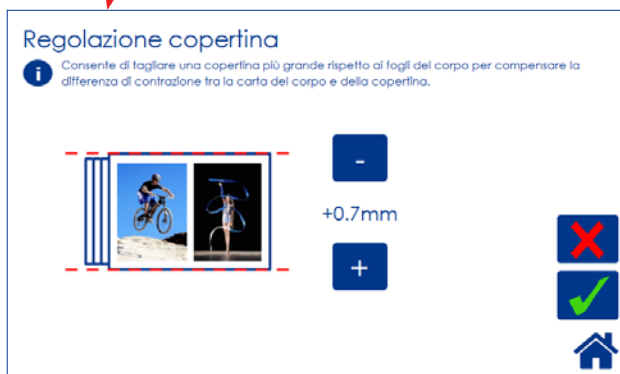 Regolazione copertina
i
Consente di tagliare una copertina più grande rispetto ai fogli del corpo per compensare la
differenza di contrazione tra la carta del corpo e della copertina.
-
+0.7mm
+